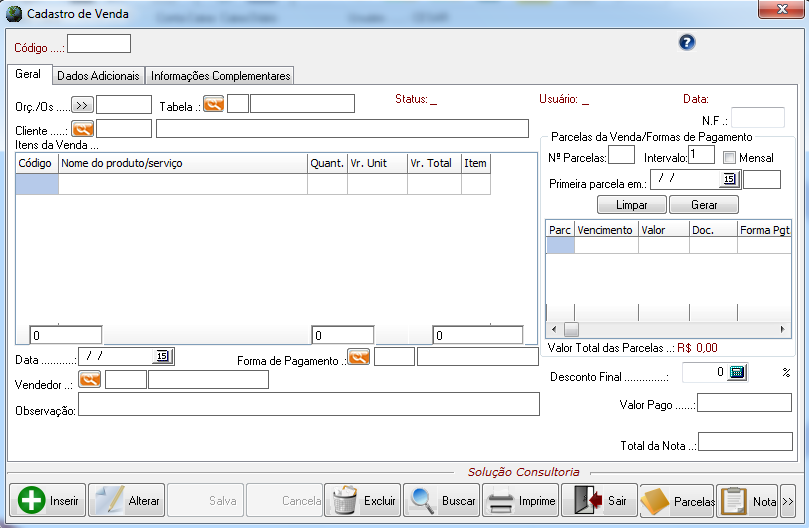 Cadastro de Venda
Código ....:
Geral Dados Adicionais Informações Complementares
Orç./Os .....: >> Tabela .: Status: _ Usuário: _ Data:
N.F .:
Cliente .....:
Itens da Venda ...
Código Nome do produto/serviço Quant. Vr. Unit Vr. Total Item
0 0 0
Parcelas da Venda/Formas de Pagamento
Nº Parcelas: Intervalo: 1 Mensal
Primeira parcela em.: / / 15
Limpar Gerar
Parc Vencimento Valor Doc. Forma Pgt
Valor Total das Parcelas ..: R$ 0,00
Data ...........: / / 15 Forma de Pagamento .:
Vendedor ..:
Observação:
Desconto Final .............: 0 %
Valor Pago ......:
Total da Nota ..:
Solução Consultoria
Inserir Alterar Salva Cancela Excluir Buscar Imprime Sair Parcelas Nota >>